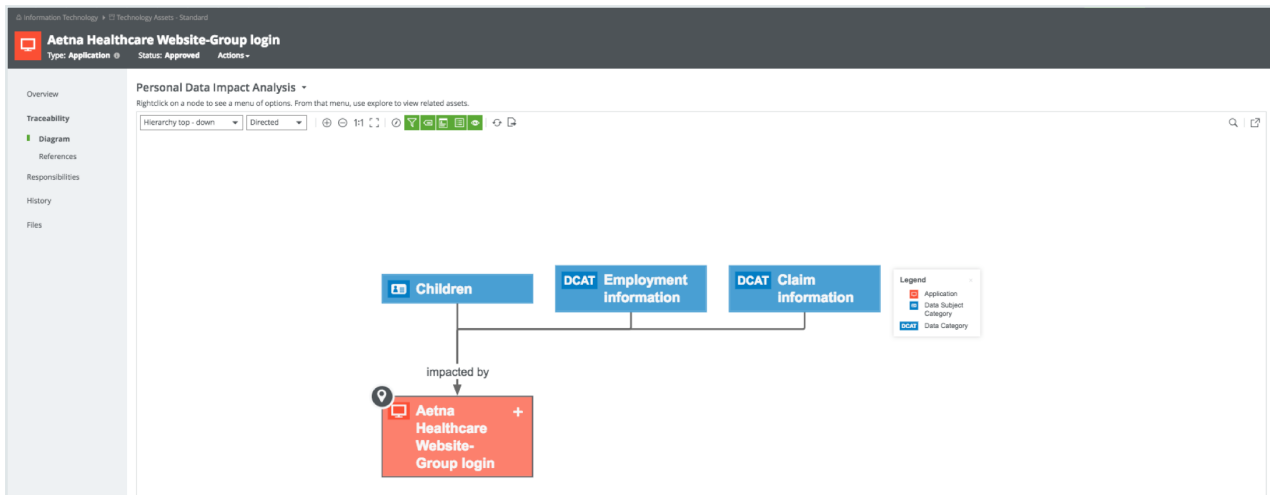 Information Technology Technology Assets - Standard
Aetna Healthcare Website-Group login
Type: Application Status: Approved Actions
Overview
Traceability
Diagram
References
Responsibilities
History
Files
Personal Data Impact Analysis
Rightclick on a node to see a menu of options. From that menu, use explore to view related assets.
Hierarchy top - down Directed 1:1
Children
DCAT Employment
information
DCAT Claim
information
Legend
Application
Data Subject
Category
DCAT Data Category
impacted by
Aetna +
Healthcare
Website-
Group login